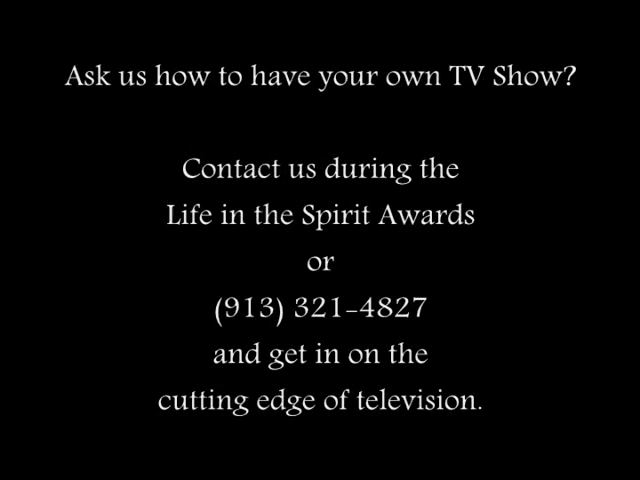 Ask us how to have your own TV Show?
Contact us during the
Life in the Spirit Awards
or
(913) 321-4827
and get in on the
cutting edge of television.